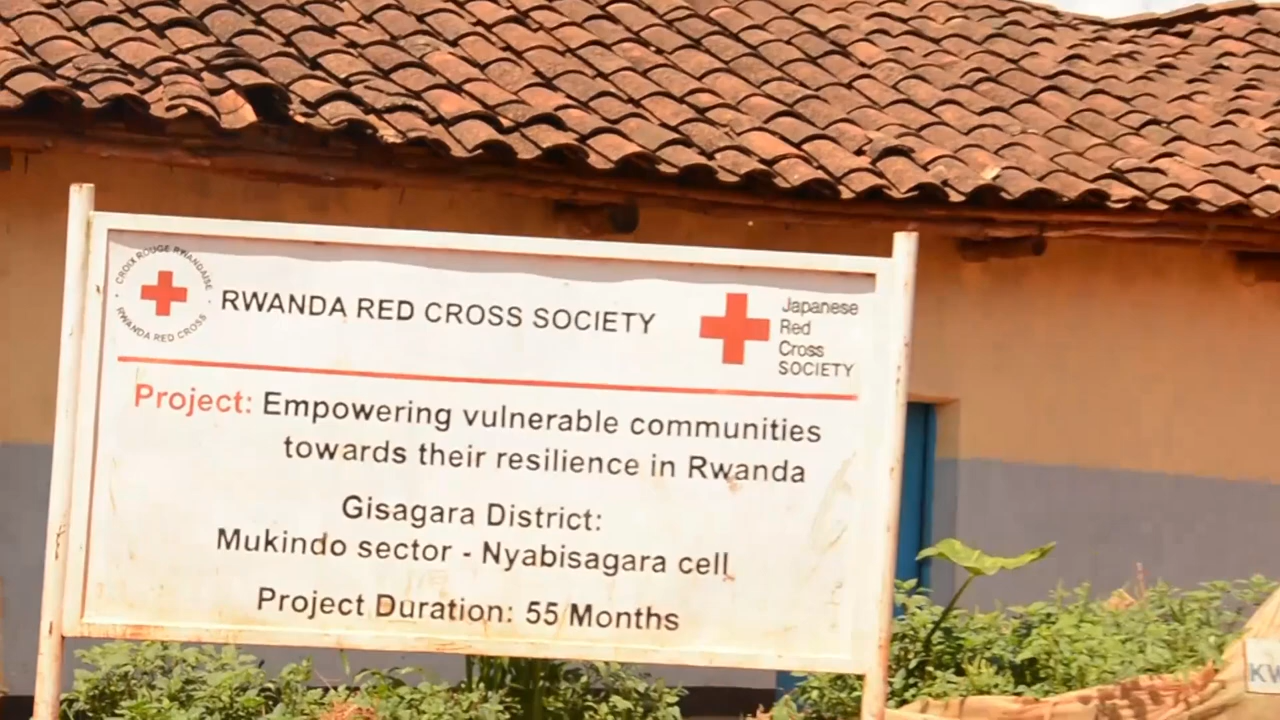 CROIX ROUGE RWANDAISE
RWANDA RED CROSS
RWANDA RED CROSS SOCIETY
Japanese
Red
Cross
SOCIETY
Project: Empowering vulnerable communities
towards their resilience in Rwanda
Gisagara District:
Mukindo sector - Nyabisagara cell
Project Duration: 55 Months